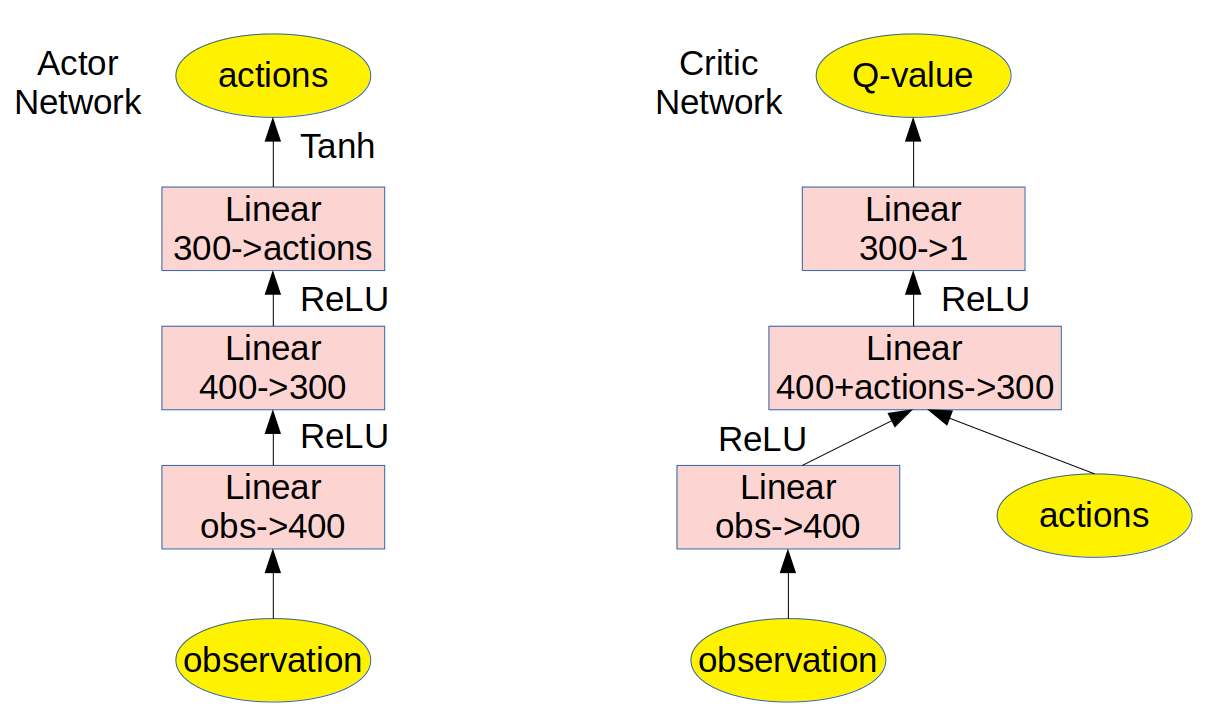 Actor
Network
actions
Tanh
Linear
300->actions
ReLU
Linear
400->300
ReLU
Linear
obs->400
observation
Critic
Network
Q-value
Linear
300->1
ReLU
Linear
400+actions->300
ReLU
Linear
obs->400
actions
observation